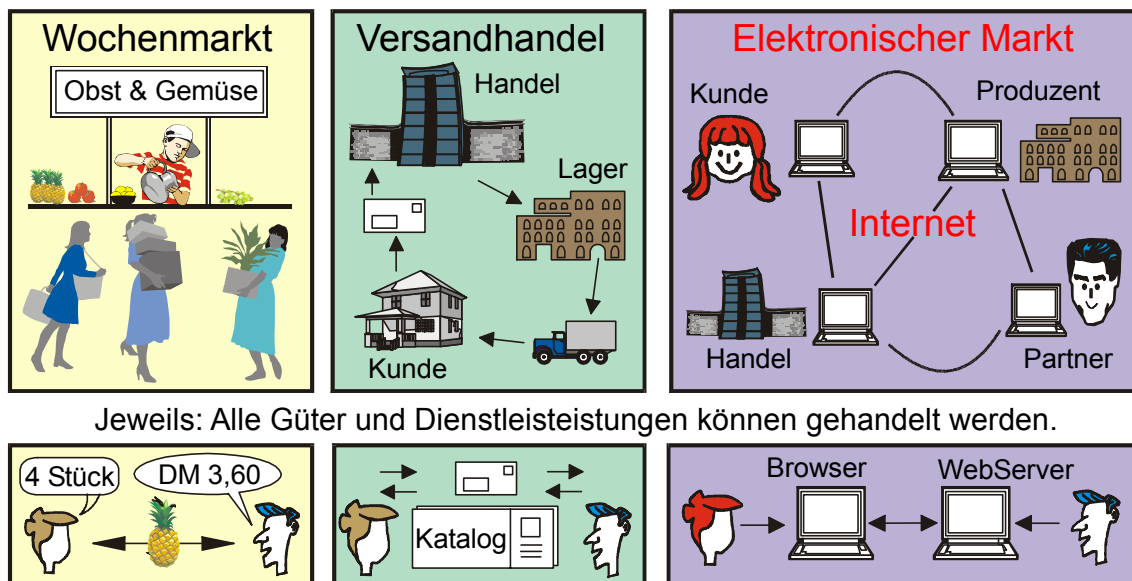 Wochenmarkt
Obst & Gemüse
Versandhandel
Handel
Lager
Kunde
Elektronischer Markt
Kunde
Produzent
Internet
Handel
Partner
Jeweils: Alle Güter und Dienstleisteistungen können gehandelt werden.
4 Stück
DM 3,60
Katalog
Browser
WebServer